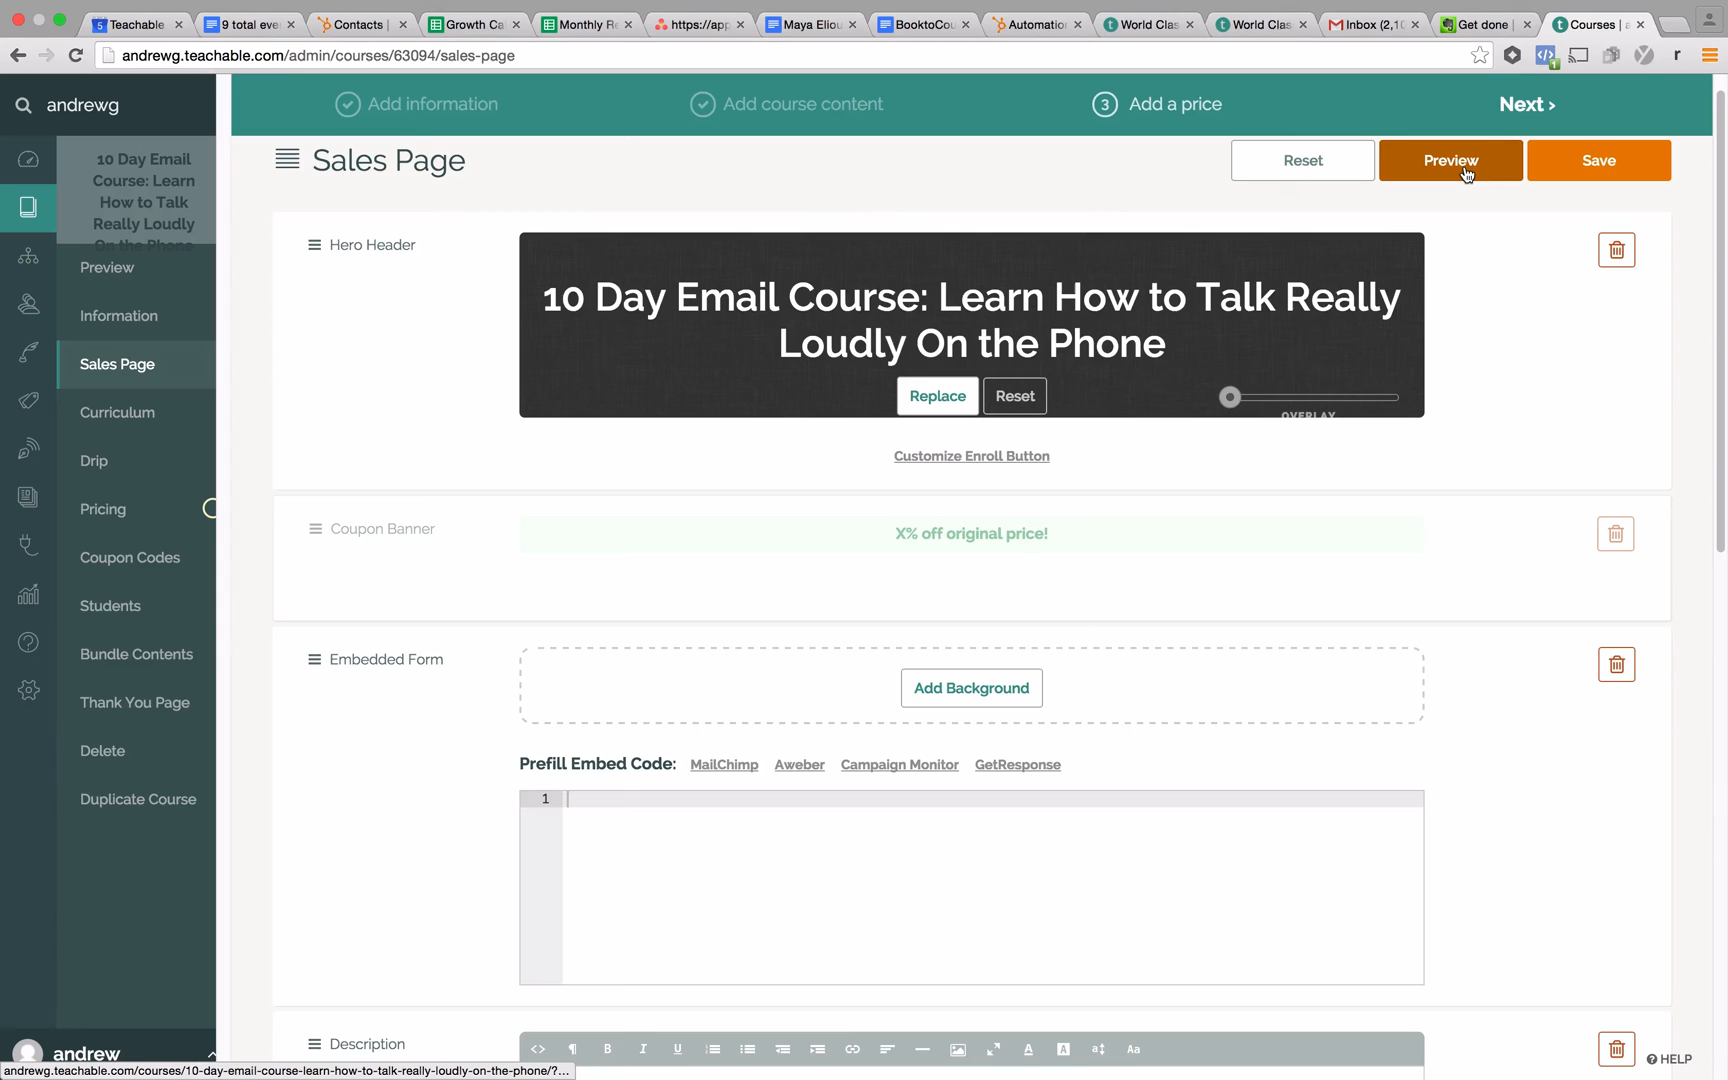 Teachable
9 total eve
Contacts |
Growth Ca
Monthly Re
https://app
Maya Eliou
BooktoCou
Automation
World Clas
World Clas
Inbox (2,10
Get done |
Courses | a
andrewg.teachable.com/admin/courses/63094/sales-page
andrewg
Add information
Add course content
3 Add a price
Next ›
10 Day Email
Course: Learn
How to Talk
Really Loudly
On the Phone
Preview
Information
Sales Page
Curriculum
Drip
Pricing
Coupon Codes
Students
Bundle Contents
Thank You Page
Delete
Duplicate Course
andrew
Sales Page
Reset
Preview
Save
Hero Header
10 Day Email Course: Learn How to Talk Really
Loudly On the Phone
Replace
Reset
OVERLAY
Customize Enroll Button
Coupon Banner
X% off original price!
Embedded Form
Add Background
Prefill Embed Code: MailChimp Aweber Campaign Monitor GetResponse
1
Description
B I U
A A Aa
HELP
andrewg.teachable.com/courses/10-day-email-course-learn-how-to-talk-really-loudly-on-the-phone/?...